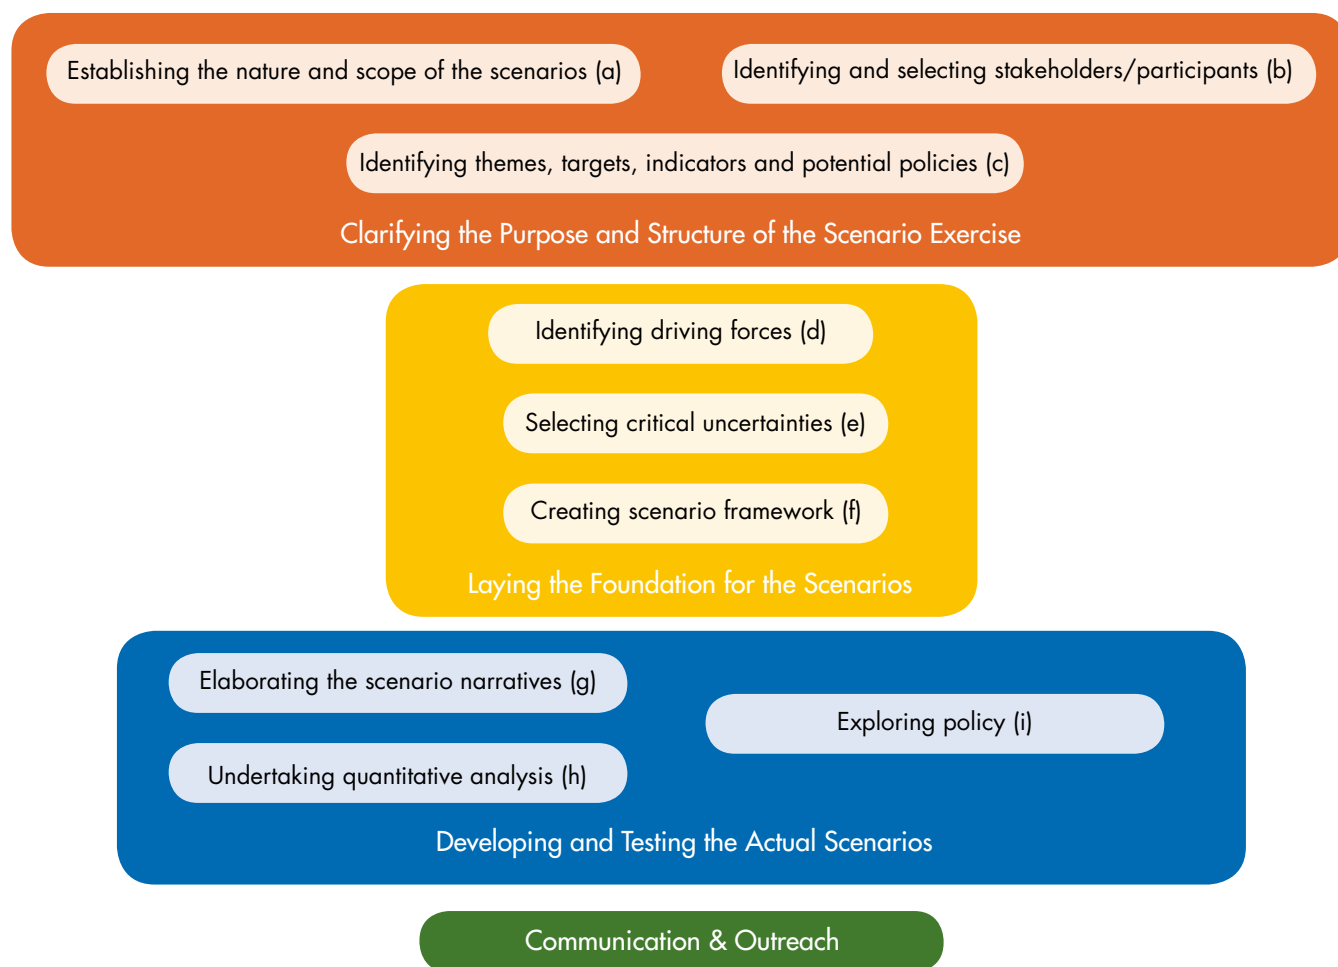 Establishing the nature and scope of the scenarios (a)
Identifying and selecting stakeholders/participants (b)
Identifying themes, targets, indicators and potential policies (c)
Clarifying the Purpose and Structure of the Scenario Exercise
Identifying driving forces (d)
Selecting critical uncertainties (e)
Creating scenario framework (f)
Laying the Foundation for the Scenarios
Elaborating the scenario narratives (g)
Exploring policy (i)
Undertaking quantitative analysis (h)
Developing and Testing the Actual Scenarios
Communication & Outreach